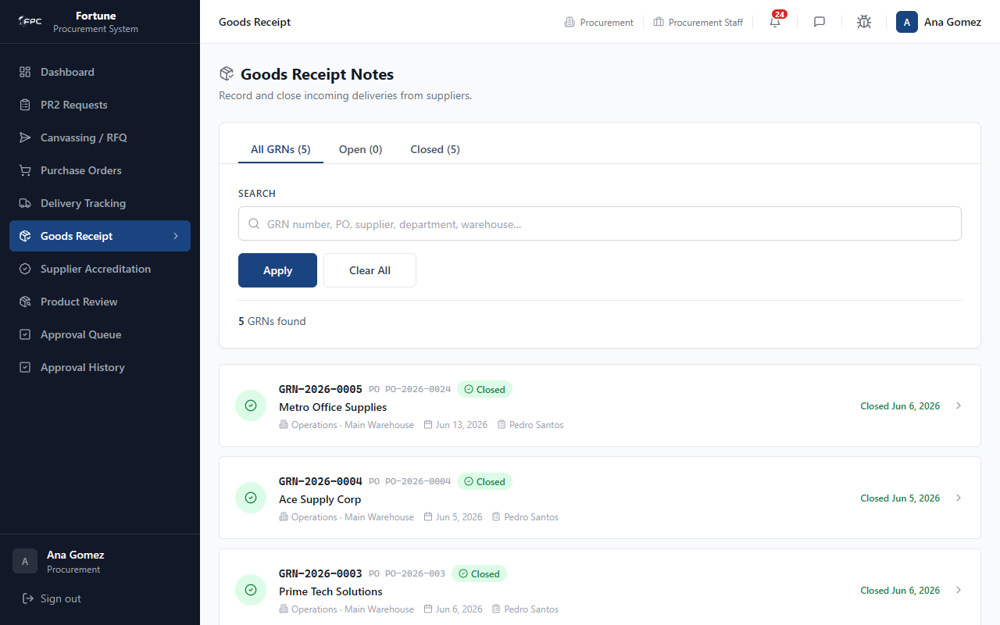 FPC
Fortune
Procurement System
Dashboard
PR2 Requests
Canvassing / RFQ
Purchase Orders
Delivery Tracking
Goods Receipt
Supplier Accreditation
Product Review
Approval Queue
Approval History
A
Ana Gomez
Procurement
Sign out
Goods Receipt
Procurement
Procurement Staff
24
A
Ana Gomez
Goods Receipt Notes
Record and close incoming deliveries from suppliers.
All GRNs (5)
Open (0)
Closed (5)
SEARCH
GRN number, PO, supplier, department, warehouse...
Apply
Clear All
5 GRNs found
GRN-2026-0005 PO PO-2026-0024 Closed
Metro Office Supplies
Operations · Main Warehouse Jun 13, 2026 Pedro Santos
Closed Jun 6, 2026
GRN-2026-0004 PO PO-2026-0004 Closed
Ace Supply Corp
Operations · Main Warehouse Jun 5, 2026 Pedro Santos
Closed Jun 5, 2026
GRN-2026-0003 PO PO-2026-003 Closed
Prime Tech Solutions
Operations · Main Warehouse Jun 6, 2026 Pedro Santos
Closed Jun 6, 2026